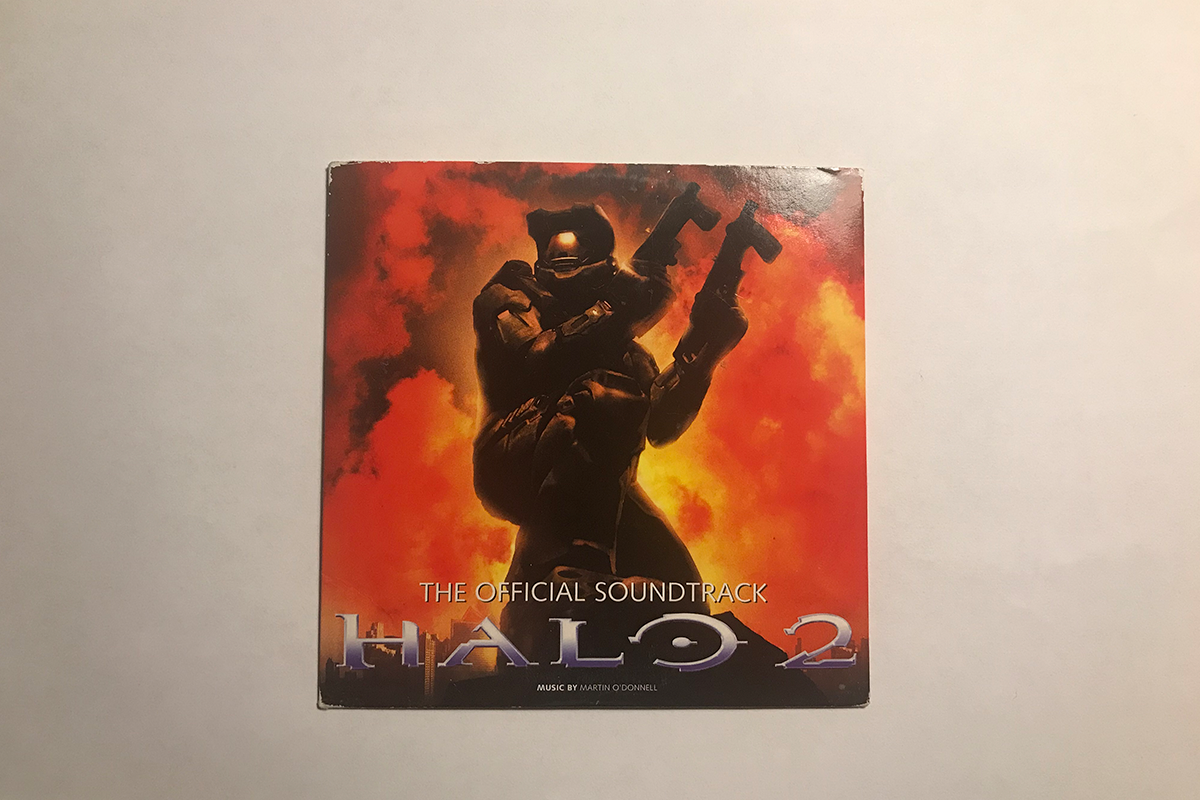 THE OFFICIAL SOUNDTRACK
HALO 2
MUSIC BY MARTIN O'DONNELL